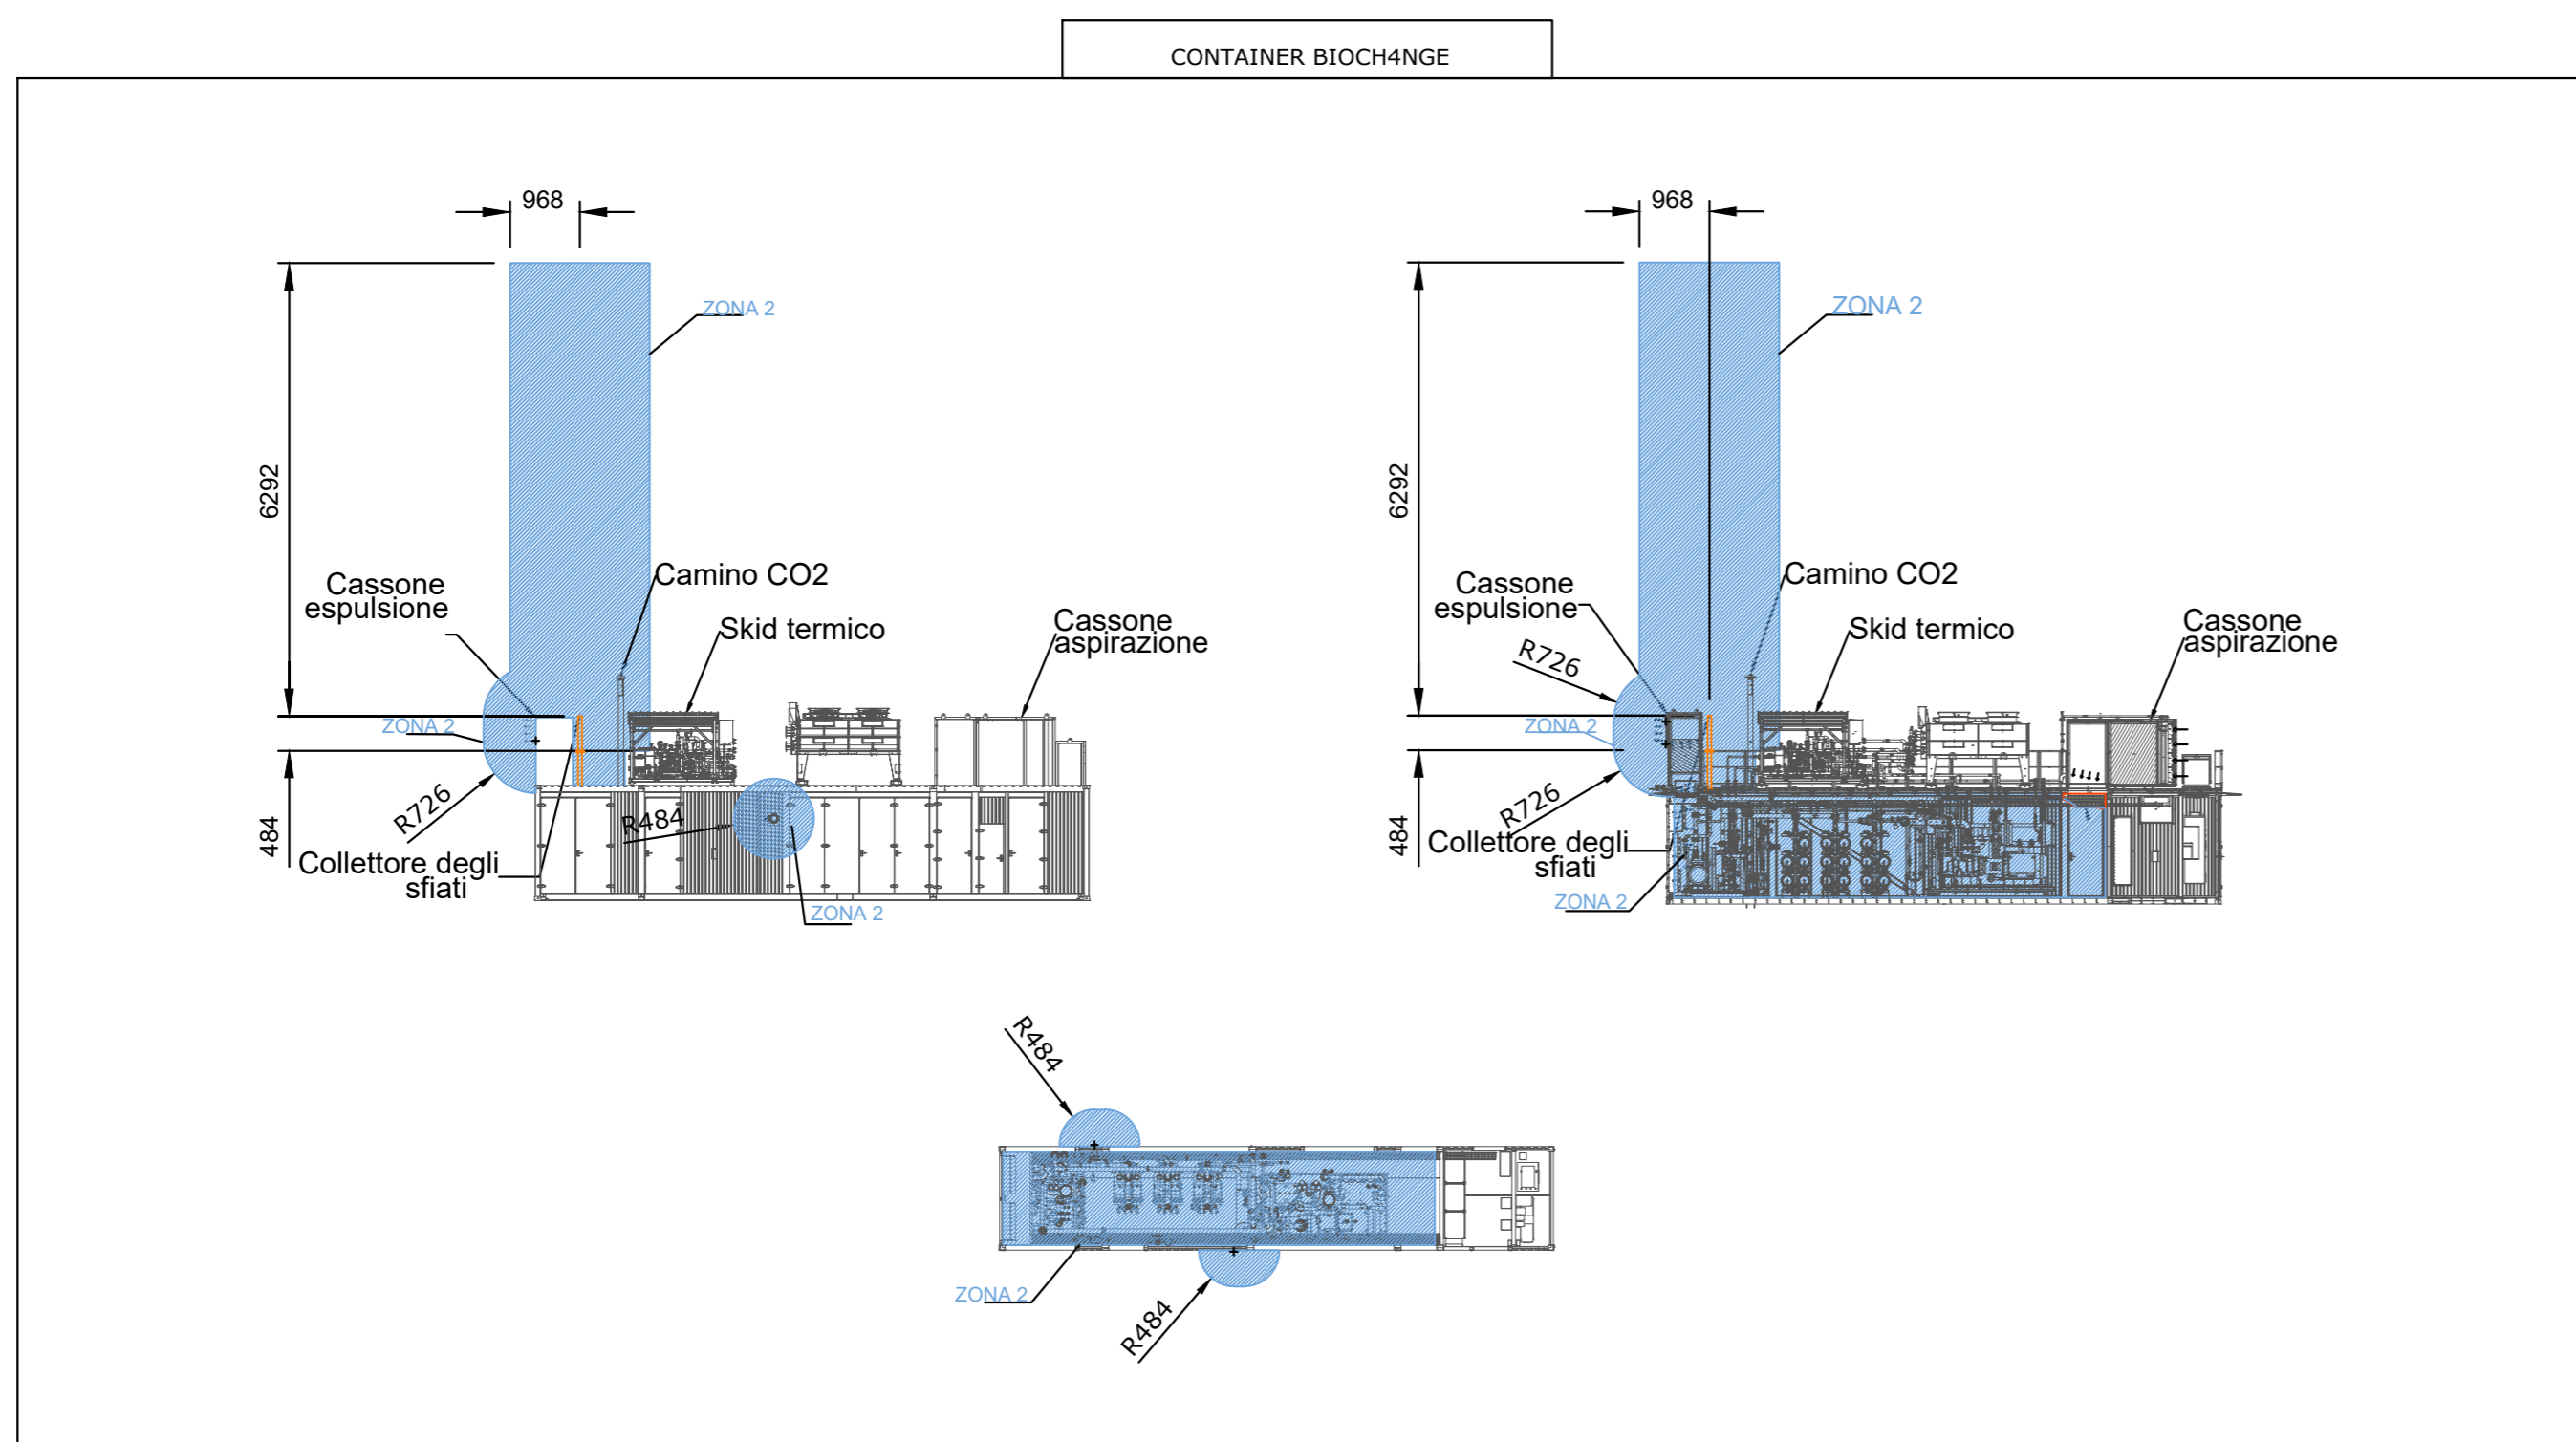 CONTAINER BIOCH4NGE
968
ZONA 2
6292
Cassone
espulsione
Camino CO2
Skid termico
Cassone
aspirazione
ZONA 2
R726
484
R484
Collettore degli
sfiati
ZONA 2
968
ZONA 2
6292
Cassone
espulsione
Camino CO2
Skid termico
Cassone
aspirazione
R726
ZONA 2
R726
484
Collettore degli
sfiati
ZONA 2
R484
ZONA 2
R484